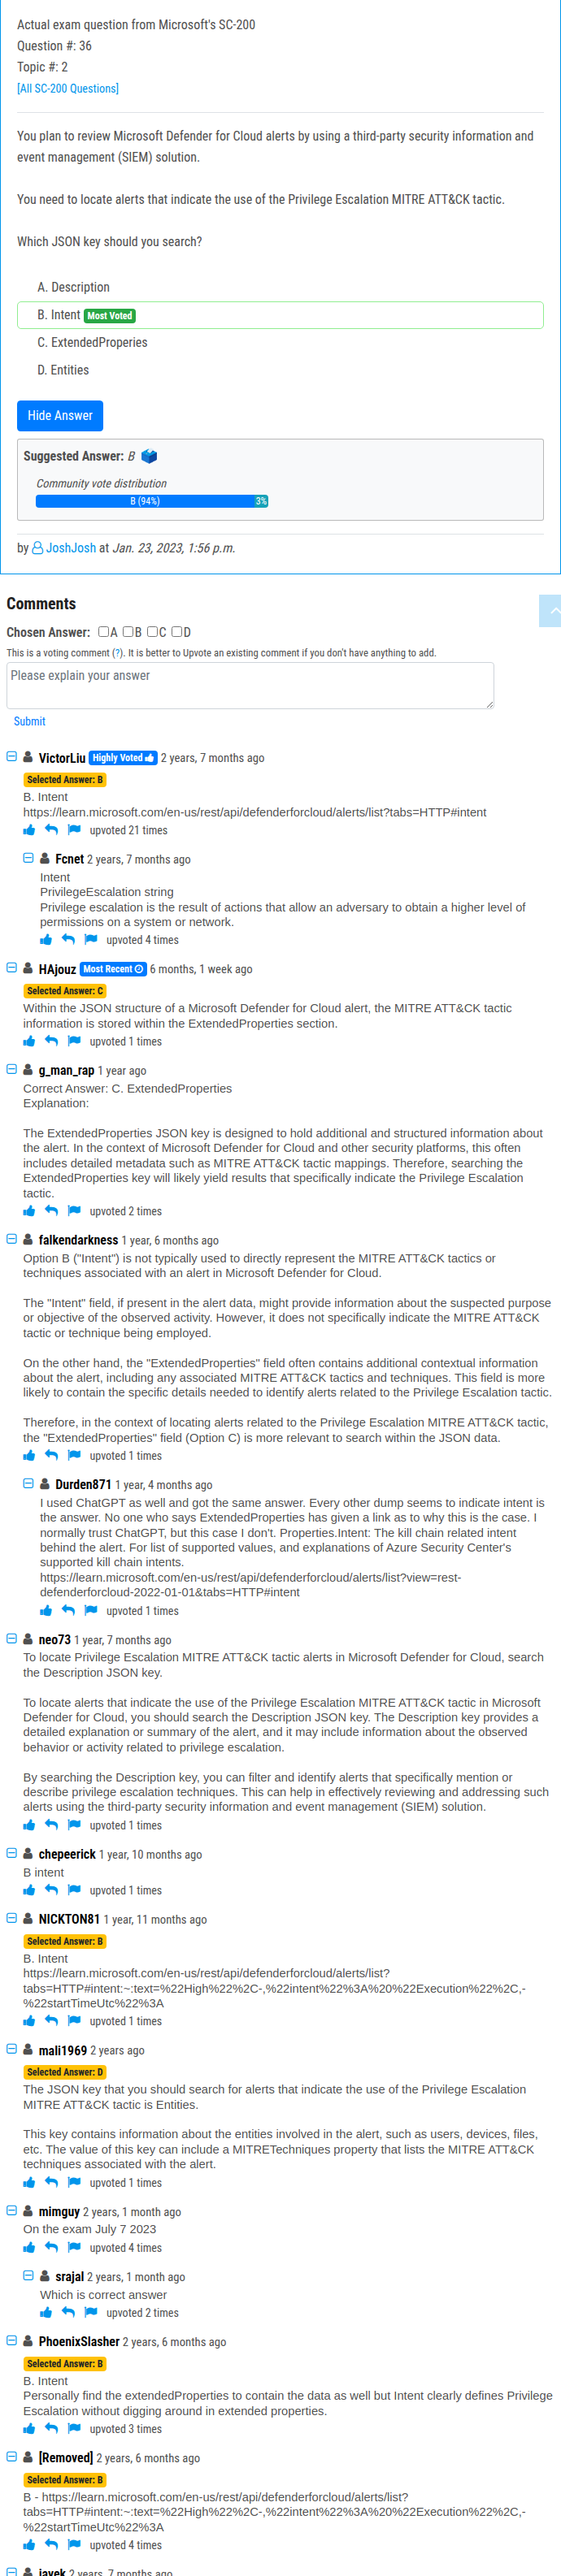 Actual exam question from Microsoft's SC-200
Question #: 36
Topic #: 2
[All SC-200 Questions]
You plan to review Microsoft Defender for Cloud alerts by using a third-party security information and
event management (SIEM) solution.
You need to locate alerts that indicate the use of the Privilege Escalation MITRE ATT&CK tactic.
Which JSON key should you search?
A. Description
B. Intent Most Voted
C. ExtendedProperies
D. Entities
Hide Answer
Suggested Answer: B
Community vote distribution
B (94%) 3%
by JoshJosh at Jan. 23, 2023, 1:56 p.m.
Comments
Chosen Answer: A B C D
This is a voting comment (?). It is better to Upvote an existing comment if you don't have anything to add.
Please explain your answer
Submit
VictorLiu Highly Voted 2 years, 7 months ago
Selected Answer: B
B. Intent
https://learn.microsoft.com/en-us/rest/api/defenderforcloud/alerts/list?tabs=HTTP#intent
upvoted 21 times
Fcnet 2 years, 7 months ago
Intent
PrivilegeEscalation string
Privilege escalation is the result of actions that allow an adversary to obtain a higher level of
permissions on a system or network.
upvoted 4 times
HAjouz Most Recent 6 months, 1 week ago
Selected Answer: C
Within the JSON structure of a Microsoft Defender for Cloud alert, the MITRE ATT&CK tactic
information is stored within the ExtendedProperties section.
upvoted 1 times
g_man_rap 1 year ago
Correct Answer: C. ExtendedProperties
Explanation:
The ExtendedProperties JSON key is designed to hold additional and structured information about
the alert. In the context of Microsoft Defender for Cloud and other security platforms, this often
includes detailed metadata such as MITRE ATT&CK tactic mappings. Therefore, searching the
ExtendedProperties key will likely yield results that specifically indicate the Privilege Escalation
tactic.
upvoted 2 times
falkendarkness 1 year, 6 months ago
Option B ("Intent") is not typically used to directly represent the MITRE ATT&CK tactics or
techniques associated with an alert in Microsoft Defender for Cloud.
The "Intent" field, if present in the alert data, might provide information about the suspected purpose
or objective of the observed activity. However, it does not specifically indicate the MITRE ATT&CK
tactic or technique being employed.
On the other hand, the "ExtendedProperties" field often contains additional contextual information
about the alert, including any associated MITRE ATT&CK tactics and techniques. This field is more
likely to contain the specific details needed to identify alerts related to the Privilege Escalation tactic.
Therefore, in the context of locating alerts related to the Privilege Escalation MITRE ATT&CK tactic,
the "ExtendedProperties" field (Option C) is more relevant to search within the JSON data.
upvoted 1 times
Durden871 1 year, 4 months ago
I used ChatGPT as well and got the same answer. Every other dump seems to indicate intent is
the answer. No one who says ExtendedProperties has given a link as to why this is the case. I
normally trust ChatGPT, but this case I don't. Properties.Intent: The kill chain related intent
behind the alert. For list of supported values, and explanations of Azure Security Center's
supported kill chain intents.
https://learn.microsoft.com/en-us/rest/api/defenderforcloud/alerts/list?view=rest-
defenderforcloud-2022-01-01&tabs=HTTP#intent
upvoted 1 times
neo73 1 year, 7 months ago
To locate Privilege Escalation MITRE ATT&CK tactic alerts in Microsoft Defender for Cloud, search
the Description JSON key.
To locate alerts that indicate the use of the Privilege Escalation MITRE ATT&CK tactic in Microsoft
Defender for Cloud, you should search the Description JSON key. The Description key provides a
detailed explanation or summary of the alert, and it may include information about the observed
behavior or activity related to privilege escalation.
By searching the Description key, you can filter and identify alerts that specifically mention or
describe privilege escalation techniques. This can help in effectively reviewing and addressing such
alerts using the third-party security information and event management (SIEM) solution.
upvoted 1 times
chepeerick 1 year, 10 months ago
B intent
upvoted 1 times
NICKTON81 1 year, 11 months ago
Selected Answer: B
B. Intent
https://learn.microsoft.com/en-us/rest/api/defenderforcloud/alerts/list?
tabs=HTTP#intent:~:text=%22High%22%2C-,%22intent%22%3A%20%22Execution%22%2C,-
%22startTimeUtc%22%3A
upvoted 1 times
mali1969 2 years ago
Selected Answer: D
The JSON key that you should search for alerts that indicate the use of the Privilege Escalation
MITRE ATT&CK tactic is Entities.
This key contains information about the entities involved in the alert, such as users, devices, files,
etc. The value of this key can include a MITRETechniques property that lists the MITRE ATT&CK
techniques associated with the alert.
upvoted 1 times
mimguy 2 years, 1 month ago
On the exam July 7 2023
upvoted 4 times
srajal 2 years, 1 month ago
Which is correct answer
upvoted 2 times
PhoenixSlasher 2 years, 6 months ago
Selected Answer: B
B. Intent
Personally find the extendedProperties to contain the data as well but Intent clearly defines Privilege
Escalation without digging around in extended properties.
upvoted 3 times
[Removed] 2 years, 6 months ago
Selected Answer: B
B - https://learn.microsoft.com/en-us/rest/api/defenderforcloud/alerts/list?
tabs=HTTP#intent:~:text=%22High%22%2C-,%22intent%22%3A%20%22Execution%22%2C,-
%22startTimeUtc%22%3A
upvoted 4 times
jayek 2 years, 7 months ago